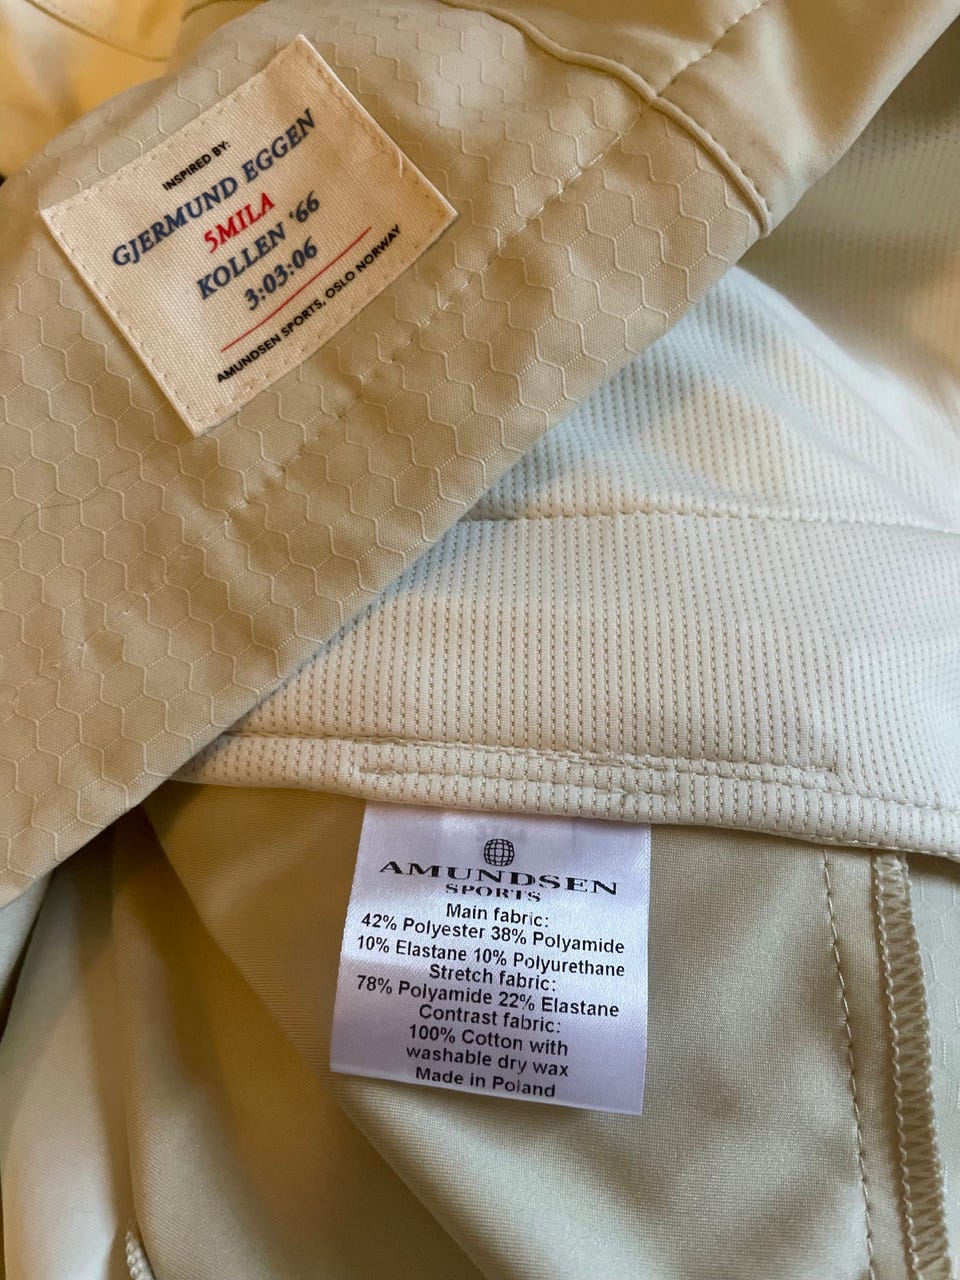 INSPIRED BY:
GJERMUND EGGEN
5MILA
KOLLEN ‘66
3:03:06
AMUNDSEN SPORTS, OSLO NORWAY
AMUNDSEN
SPORTS
Main fabric:
42% Polyester 38% Polyamide
10% Elastane 10% Polyurethane
Stretch fabric:
78% Polyamide 22% Elastane
Contrast fabric:
100% Cotton with
washable dry wax
Made in Poland